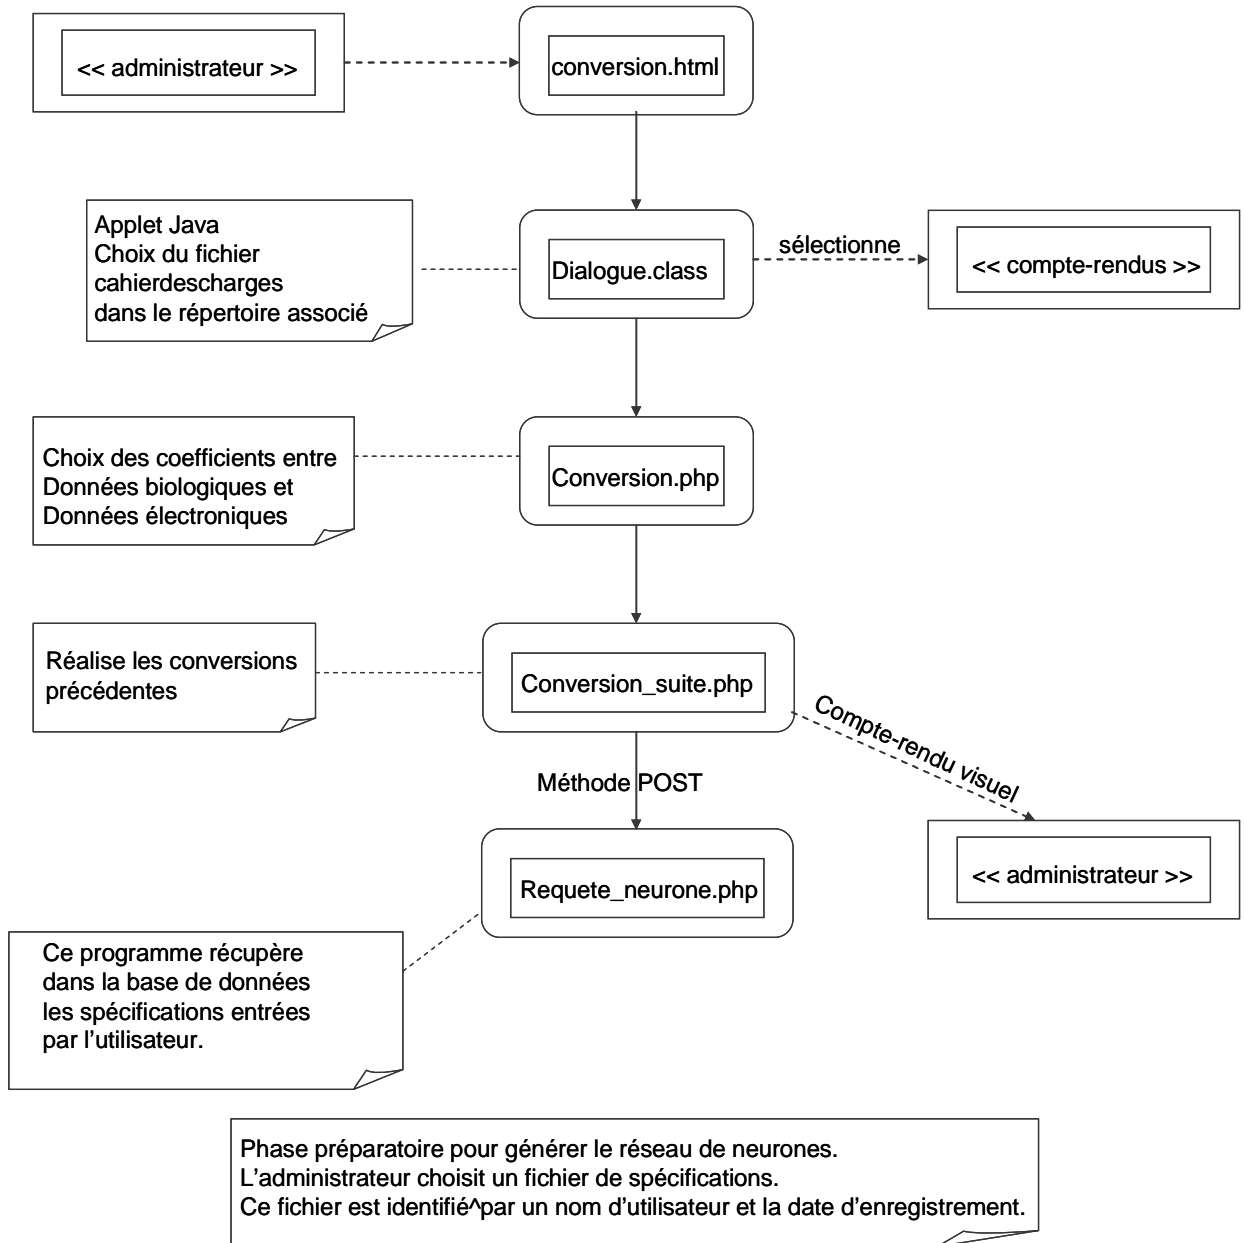 << administrateur >>
conversion.html
Applet Java
Choix du fichier
cahierdescharges
dans le répertoire associé
Dialogue.class
sélectionne
<< compte-rendus >>
Choix des coefficients entre
Données biologiques et
Données électroniques
Conversion.php
Réalise les conversions
précédentes
Conversion_suite.php
Compte-rendu visuel
Méthode POST
<< administrateur >>
Requete_neurone.php
Ce programme récupère
dans la base de données
les spécifications entrées
par l’utilisateur.
Phase préparatoire pour générer le réseau de neurones.
L’administrateur choisit un fichier de spécifications.
Ce fichier est identifié^par un nom d’utilisateur et la date d’enregistrement.